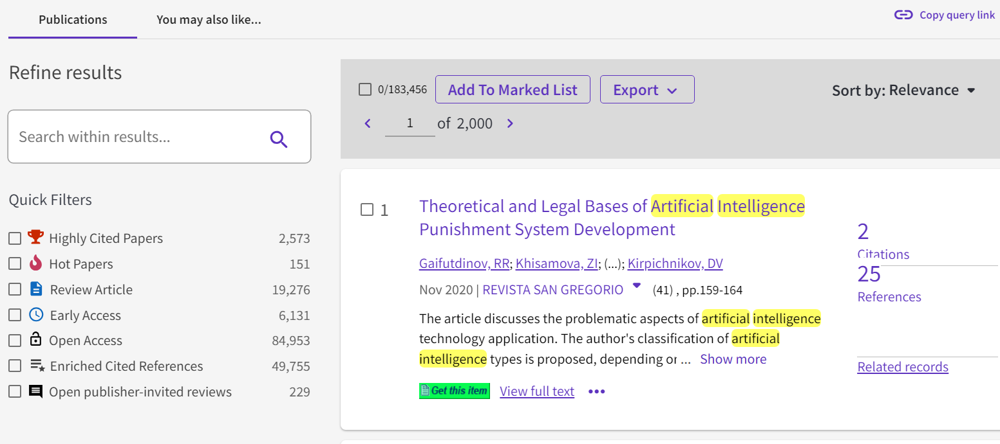 Publications
You may also like...
Copy query link
Refine results
Search within results...
Quick Filters
Highly Cited Papers 2,573
Hot Papers 151
Review Article 19,276
Early Access 6,131
Open Access 84,953
Enriched Cited References 49,755
Open publisher-invited reviews 229
0/183,456 Add To Marked List Export
Sort by: Relevance
1 of 2,000
1
Theoretical and Legal Bases of Artificial Intelligence
Punishment System Development
Gaifutdinov, RR; Khisamova, ZI; (...); Kirpichnikov, DV
Nov 2020 | REVISTA SAN GREGORIO (41) , pp.159-164
The article discusses the problematic aspects of artificial intelligence
technology application. The author's classification of artificial
intelligence types is proposed, depending or ... Show more
Get this item View full text
2
Citations
25
References
Related records